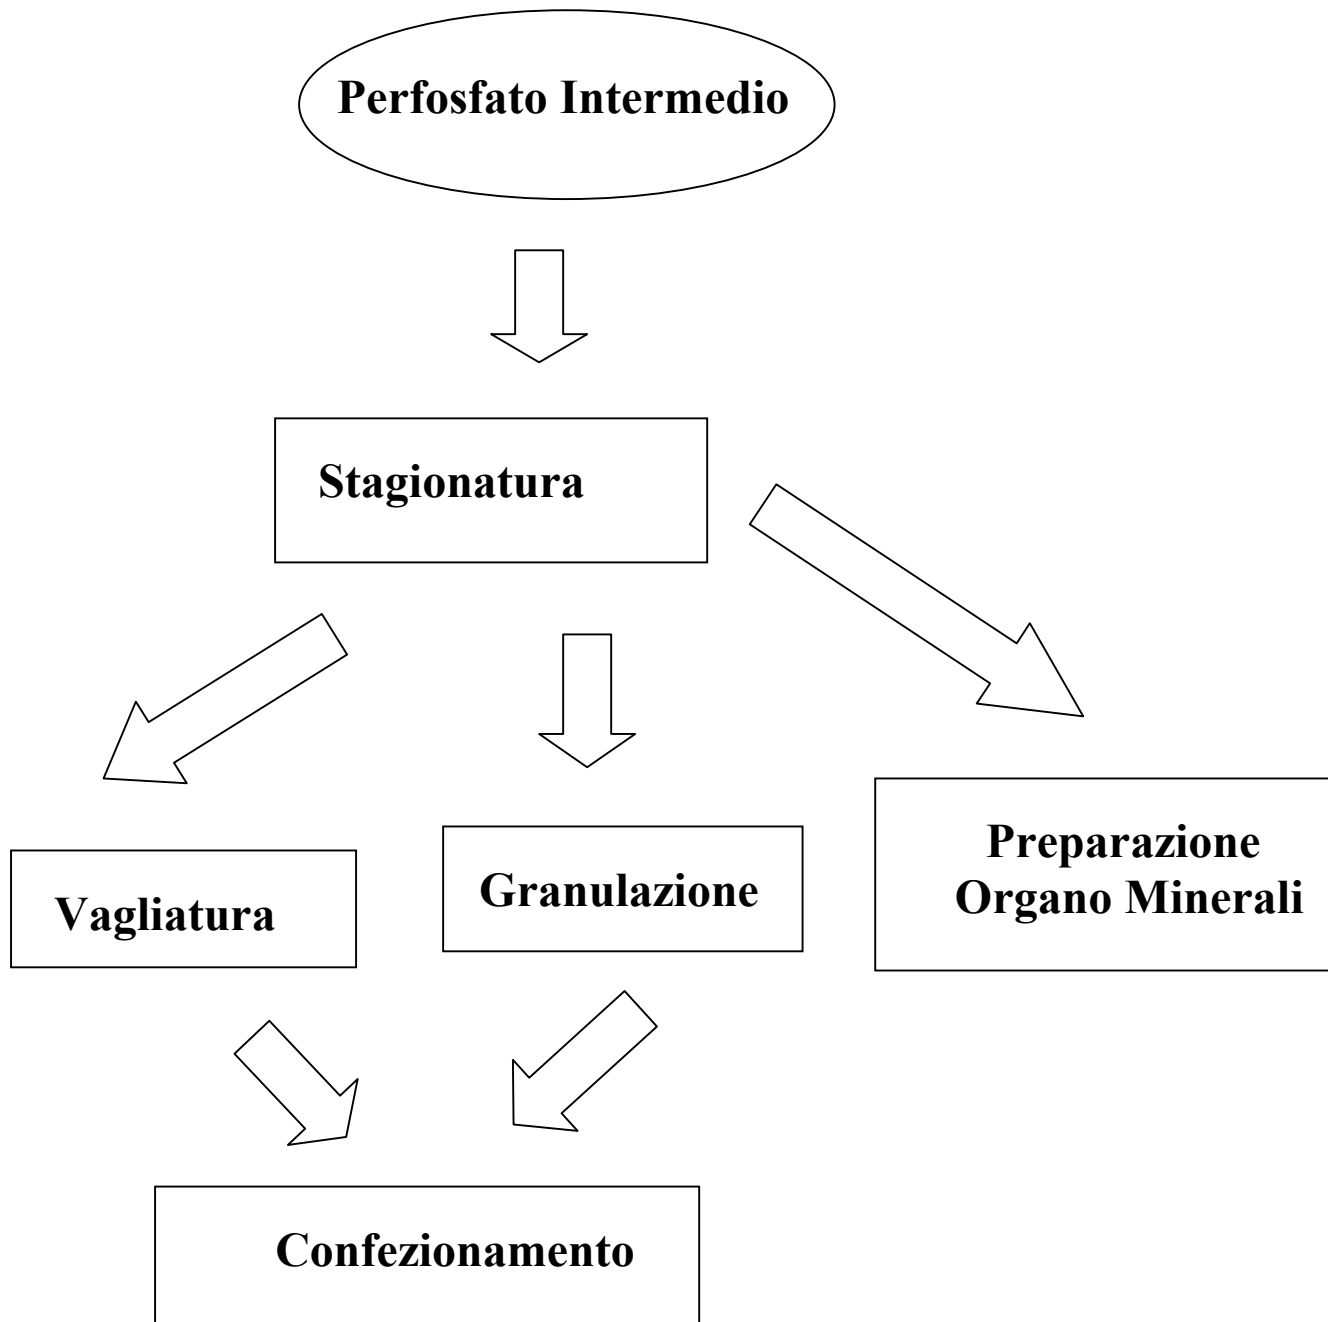 Perfosfato Intermedio
Stagionatura
Vagliatura
Granulazione
Preparazione
Organo Minerali
Confezionamento